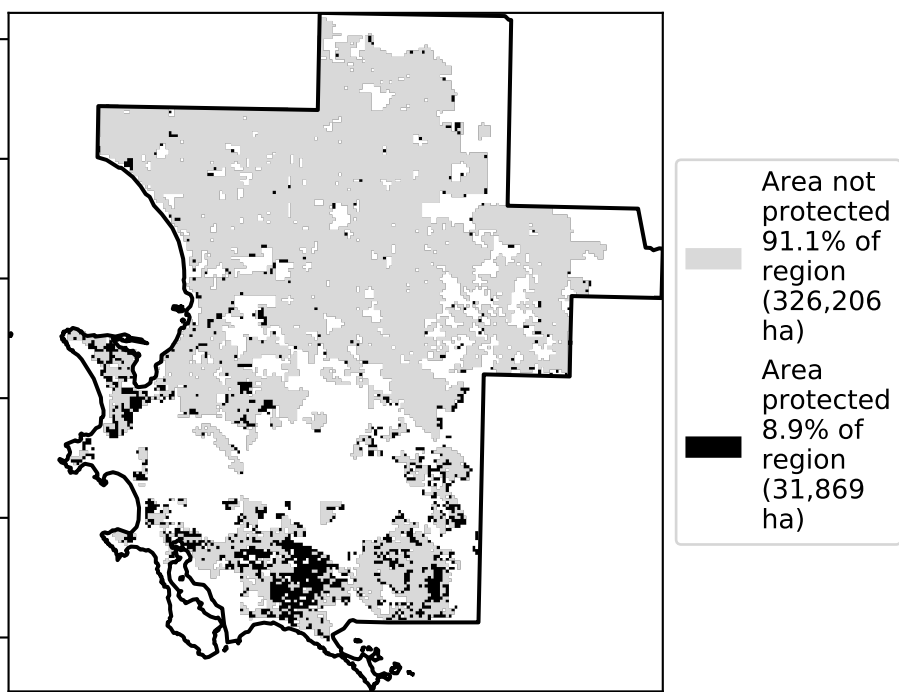 Area not
protected
91.1% of
region
(326,206
ha)
Area
protected
8.9% of
region
(31,869
ha)